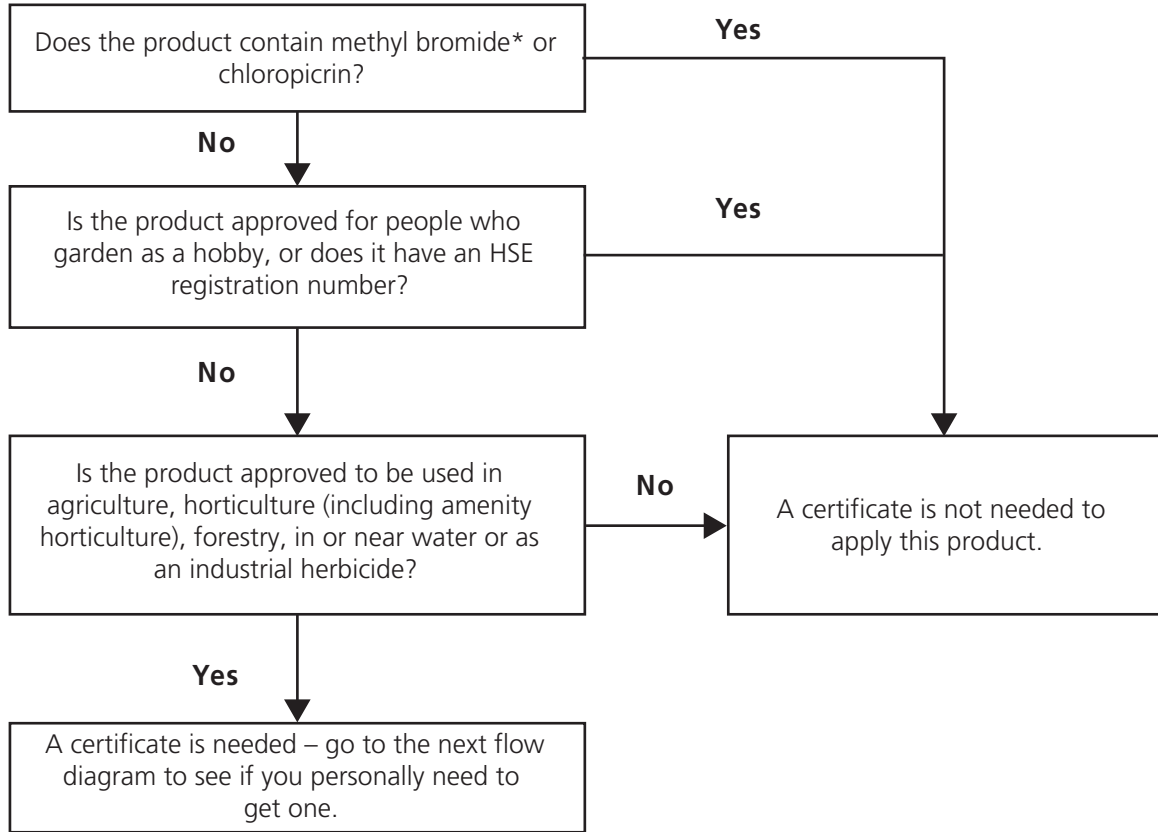 Does the product contain methyl bromide* or
chloropicrin?
Yes
No
Is the product approved for people who
garden as a hobby, or does it have an HSE
registration number?
Yes
No
Is the product approved to be used in
agriculture, horticulture (including amenity
horticulture), forestry, in or near water or as
an industrial herbicide?
No
A certificate is not needed to
apply this product.
Yes
A certificate is needed – go to the next flow
diagram to see if you personally need to
get one.